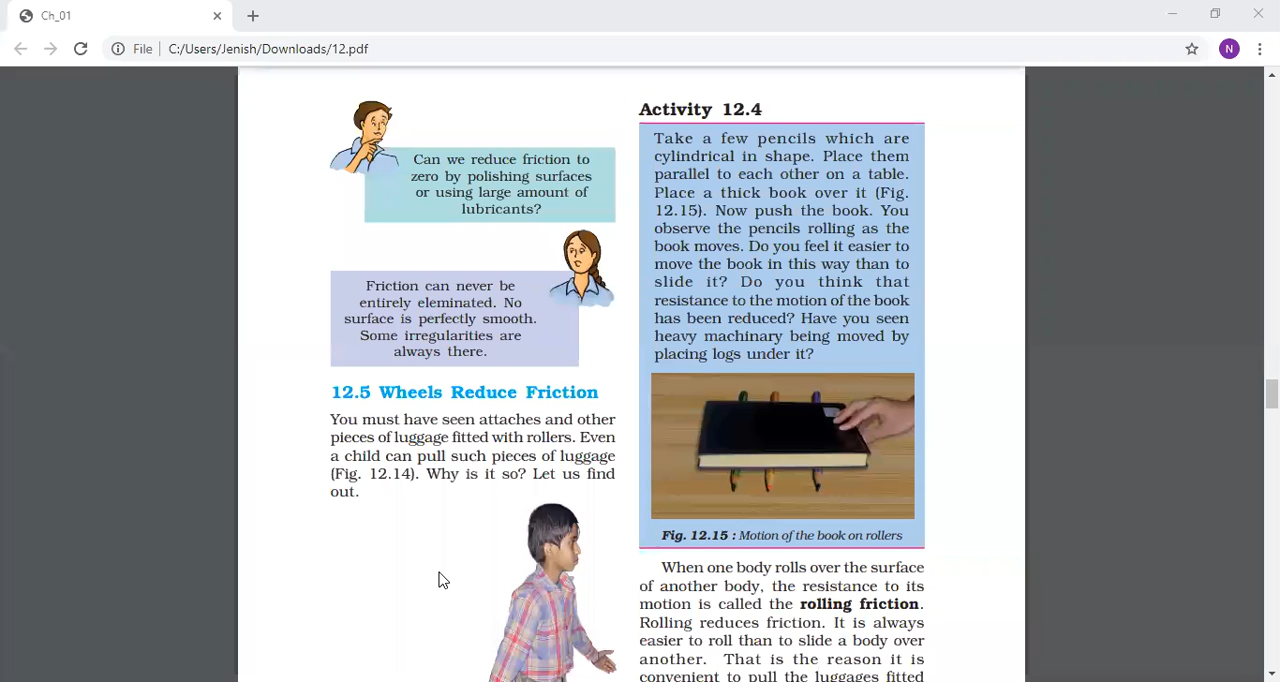 Ch_01
File
C:/Users/Jenish/Downloads/12.pdf
N
Can we reduce friction to
zero by polishing surfaces
or using large amount of
lubricants?
Friction can never be
entirely eleminated. No
surface is perfectly smooth.
Some irregularities are
always there.
12.5 Wheels Reduce Friction
You must have seen attaches and other
pieces of luggage fitted with rollers. Even
a child can pull such pieces of luggage
(Fig. 12.14). Why is it so? Let us find
out.
Activity 12.4
Take a few pencils which are
cylindrical in shape. Place them
parallel to each other on a table.
Place a thick book over it (Fig.
12.15). Now push the book. You
observe the pencils rolling as the
book moves. Do you feel it easier to
move the book in this way than to
slide it? Do you think that
resistance to the motion of the book
has been reduced? Have you seen
heavy machinery being moved by
placing logs under it?
Fig. 12.15 : Motion of the book on rollers
When one body rolls over the surface
of another body, the resistance to its
motion is called the rolling friction.
Rolling reduces friction. It is always
easier to roll than to slide a body over
another. That is the reason it is
convenient to pull the luggages fitted